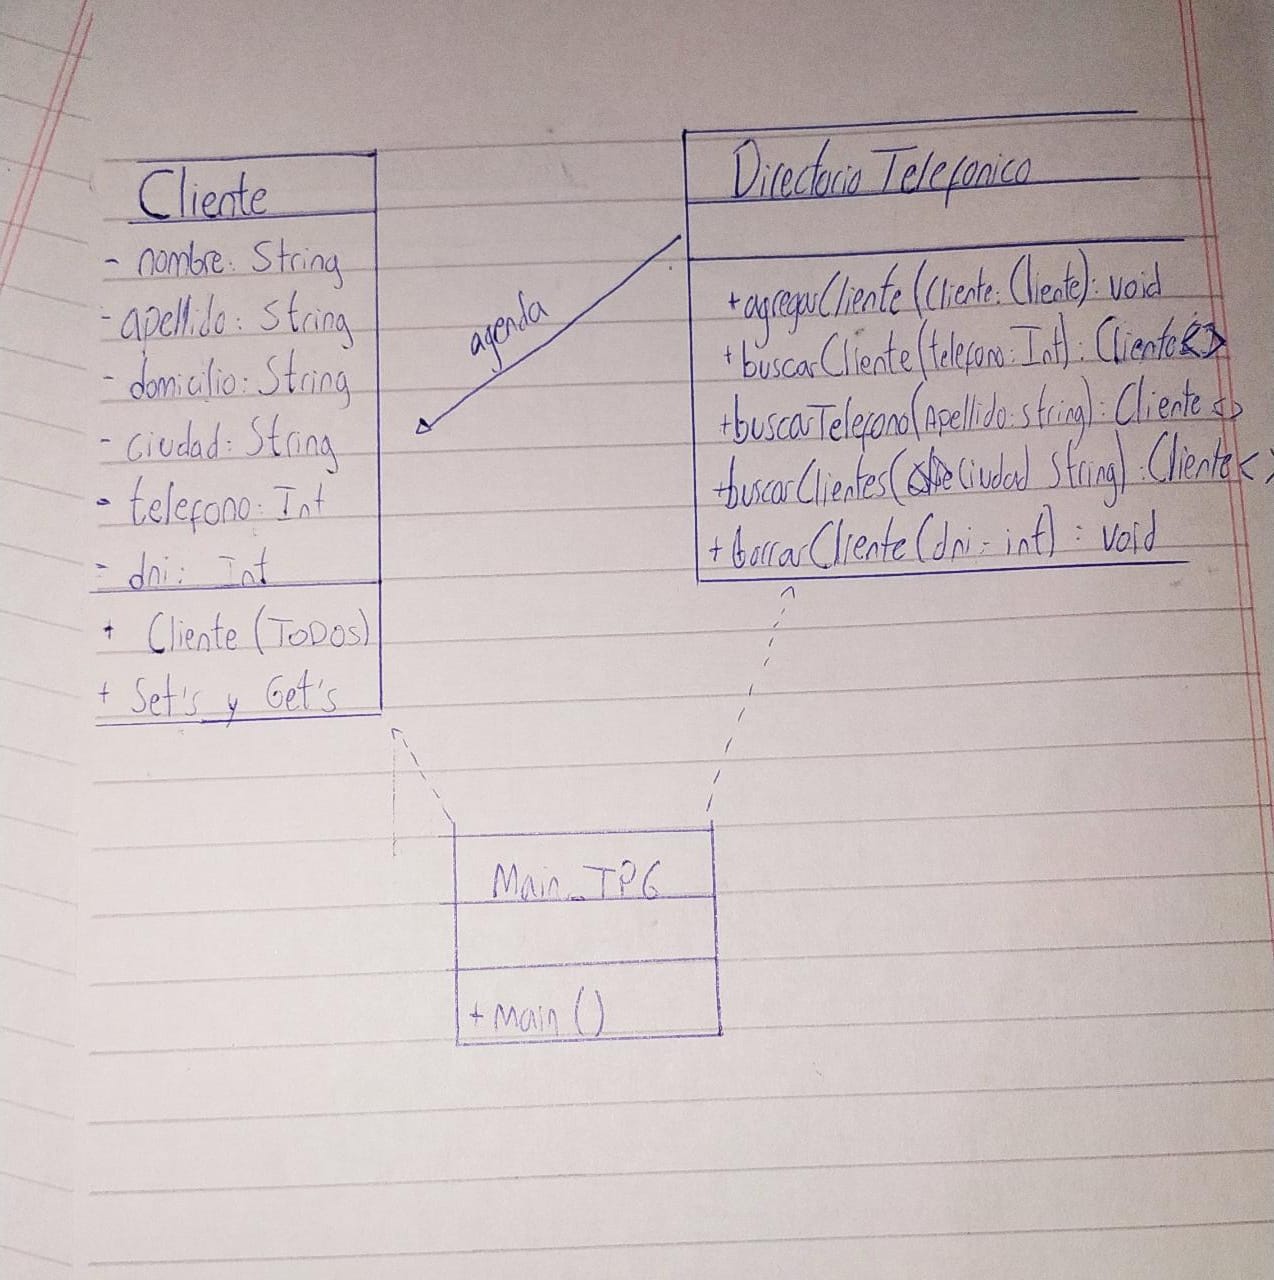 Cliente
- nombre: String
- apellido: String
- domicilio: String
- ciudad: String
- telefono: Int
- dni: Int
+ Cliente (TODOS)
+ Set's y Get's
agenda
Directorio Telefonico
+ agregarCliente (Cliente: Cliente): void
+ buscarCliente (telefono: Int): Cliente<>
+ buscarTelefono (Apellido: string): Cliente<>
+ buscarClientes ( Ciudad String): Cliente< >
+ borrarCliente (dni - int) : void
Main_TP6
+ main ()